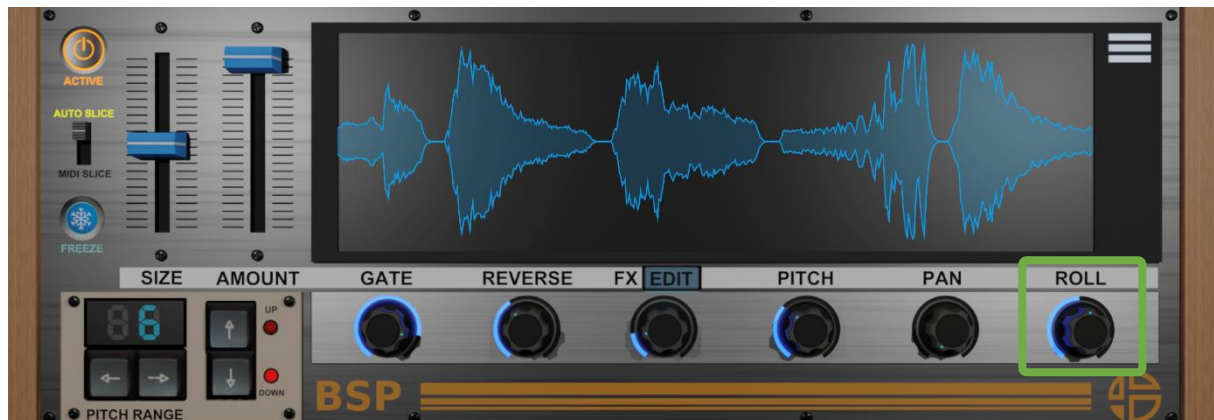 ACTIVE
AUTO SLICE
MIDI SLICE
FREEZE
SIZE AMOUNT GATE REVERSE FX EDIT PITCH PAN ROLL
6
UP
DOWN
PITCH RANGE
BSP